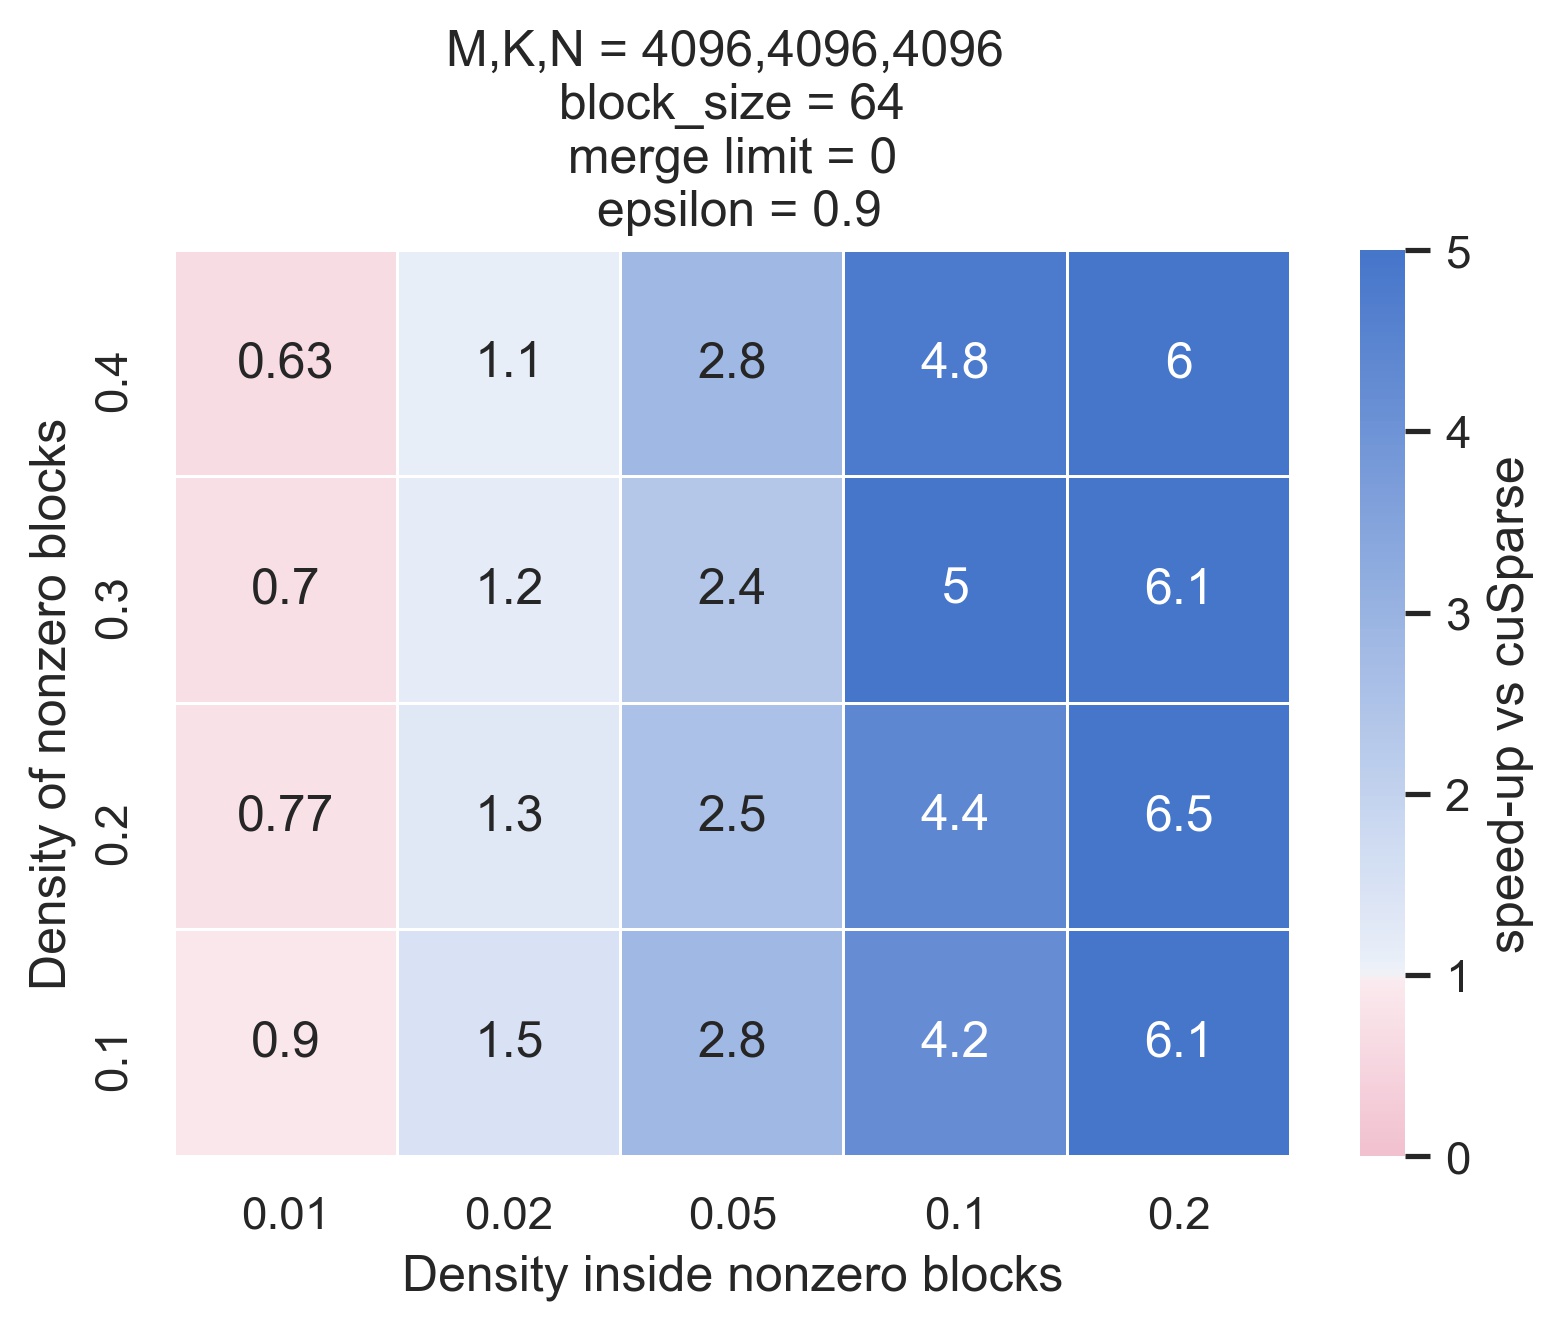 M,K,N = 4096,4096,4096
block_size = 64
merge limit = 0
epsilon = 0.9
Density of nonzero blocks
0.4
0.63 1.1 2.8 4.8 6
0.3
0.7 1.2 2.4 5 6.1
0.2
0.77 1.3 2.5 4.4 6.5
0.1
0.9 1.5 2.8 4.2 6.1
0.01 0.02 0.05 0.1 0.2
Density inside nonzero blocks
5
4
3
2
1
0
speed-up vs cuSparse